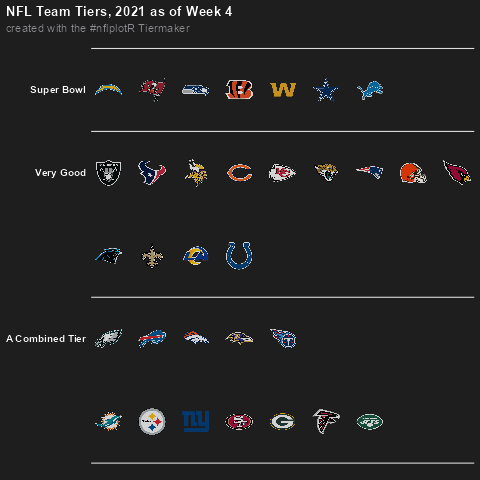 NFL Team Tiers, 2021 as of Week 4
created with the #nflplotR Tiermaker
Super Bowl
Very Good
A Combined Tier